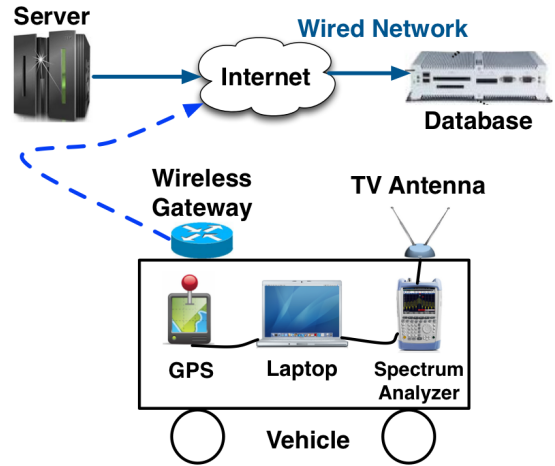 Server
Wired Network
Internet
Database
Wireless
Gateway
TV Antenna
GPS
Laptop
Spectrum
Analyzer
Vehicle